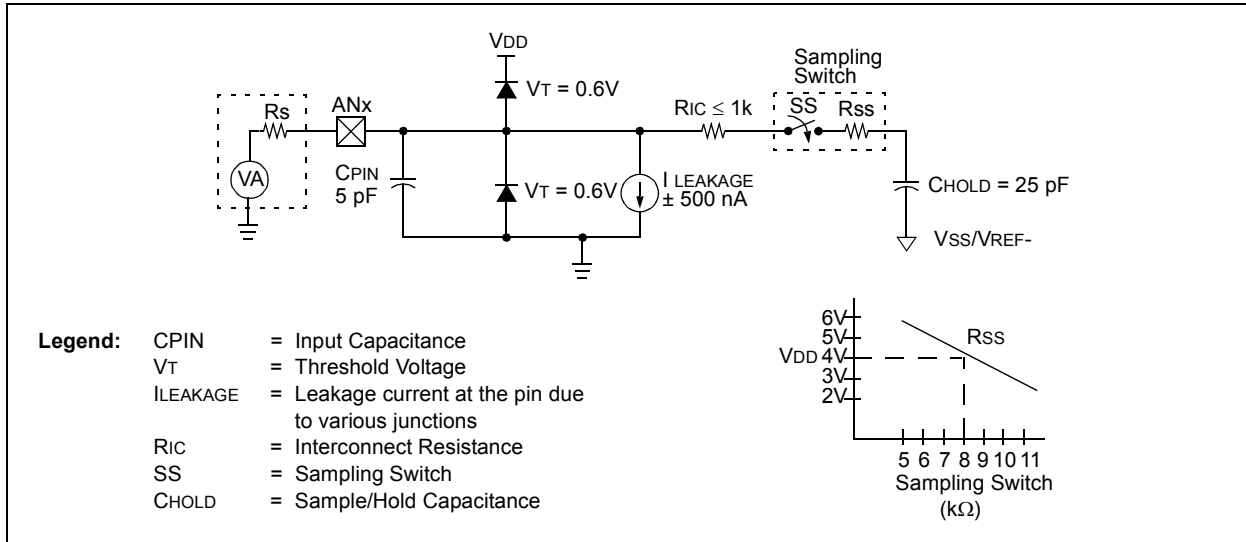 VDD
Sampling
Switch
VT = 0.6V
Rs
ANx
RIC ≤ 1k
SS
Rss
VA
CPIN
5 pF
VT = 0.6V
I LEAKAGE
± 500 nA
CHOLD = 25 pF
VSS/VREF-
Legend: CPIN = Input Capacitance
VT = Threshold Voltage
ILEAKAGE = Leakage current at the pin due
to various junctions
RIC = Interconnect Resistance
SS = Sampling Switch
CHOLD = Sample/Hold Capacitance
6V
5V
VDD 4V
3V
2V
RSS
5 6 7 8 9 10 11
Sampling Switch
(kΩ)